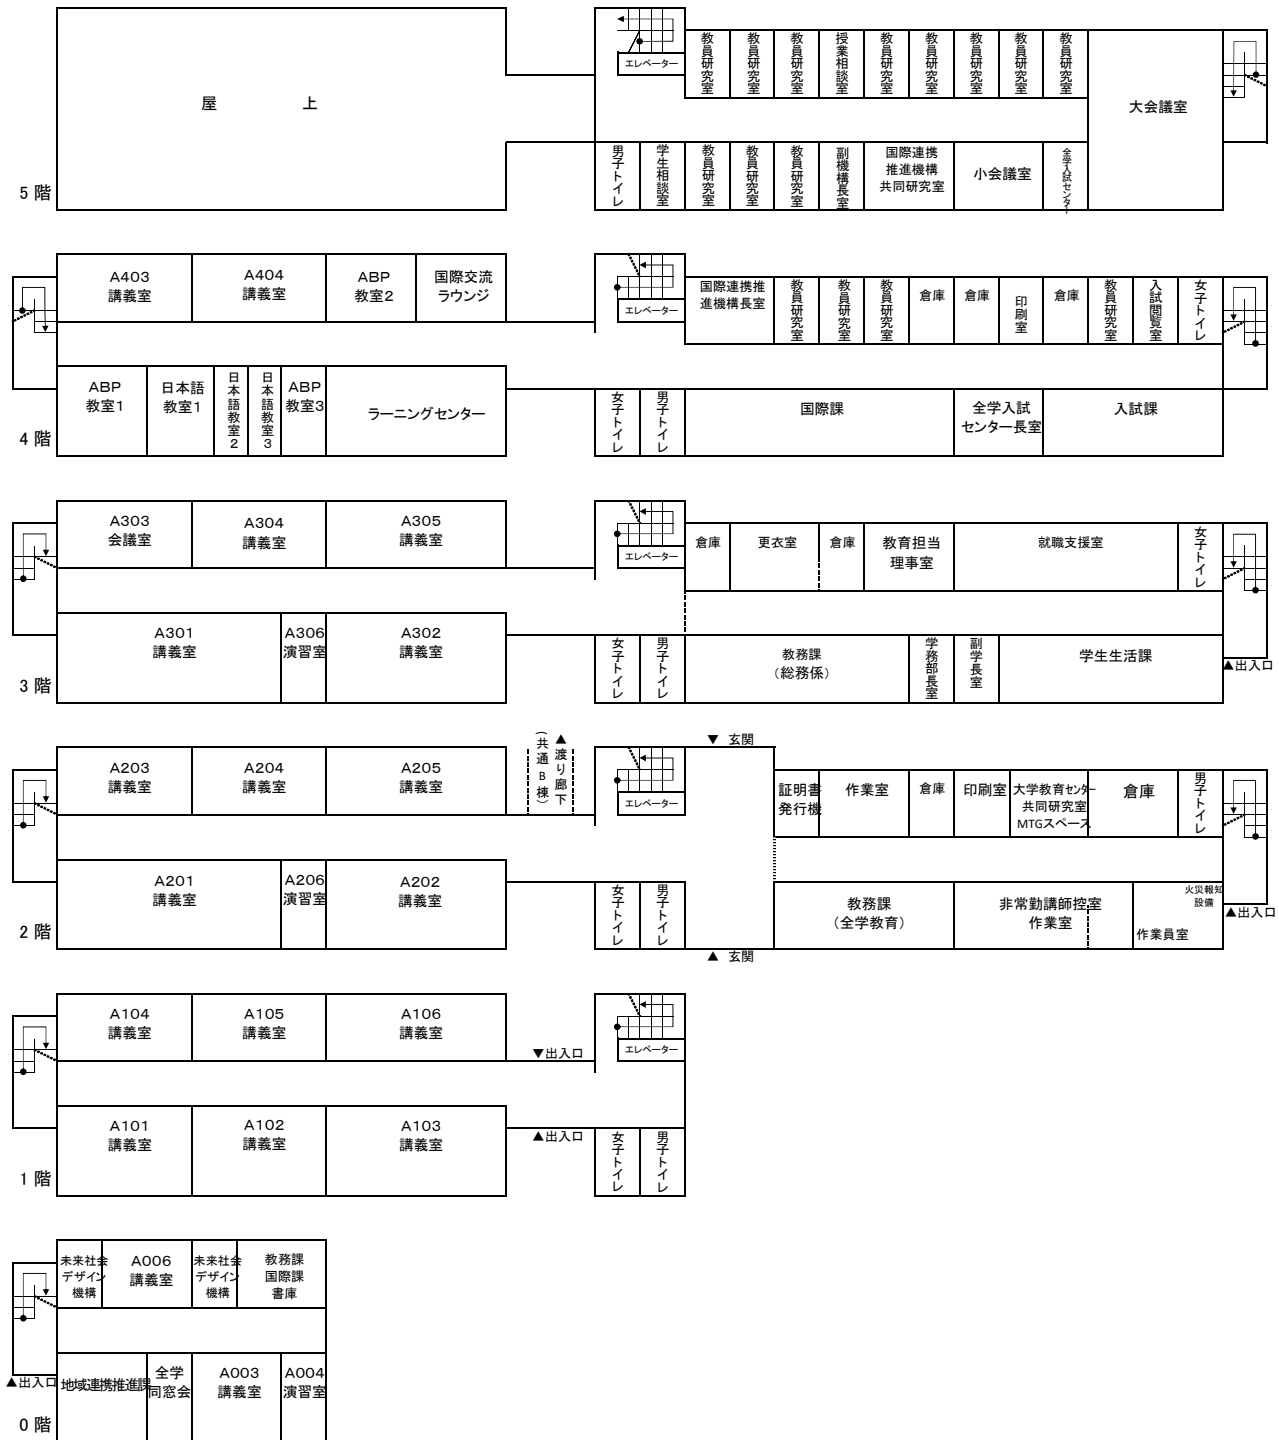 エレベーター
教員研究室
教員研究室
教員研究室
授業相談室
教員研究室
教員研究室
教員研究室
教員研究室
教員研究室
屋　上
大会議室
男子トイレ
学生相談室
教員研究室
教員研究室
教員研究室
副機構長室
国際連携
推進機構
共同研究室
小会議室
全学入試センター
5 階
A403
講義室
A404
講義室
ABP
教室2
国際交流
ラウンジ
エレベーター
国際連携推
進機構長室
教員研究室
教員研究室
教員研究室
倉庫
倉庫
印刷室
倉庫
教員研究室
入試閲覧室
女子トイレ
ABP
教室1
日本語
教室1
日本語教室2
日本語教室3
ABP
教室3
ラーニングセンター
女子トイレ
男子トイレ
国際課
全学入試
センター長室
入試課
4 階
A303
会議室
A304
講義室
A305
講義室
エレベーター
倉庫
更衣室
倉庫
教育担当
理事室
就職支援室
女子トイレ
A301
講義室
A306
演習室
A302
講義室
女子トイレ
男子トイレ
教務課
（総務係）
学務部長室
副学長室
学生生活課
▲出入口
3 階
A203
講義室
A204
講義室
A205
講義室
▲渡り廊下
（共通B棟）
エレベーター
▼ 玄関
証明書
発行機
作業室
倉庫
印刷室
大学教育センター
共同研究室
MTGスペース
倉庫
男子トイレ
A201
講義室
A206
演習室
A202
講義室
女子トイレ
男子トイレ
教務課
（全学教育）
非常勤講師控室
作業室
火災報知
設備
作業員室
▲出入口
▲ 玄関
2 階
A104
講義室
A105
講義室
A106
講義室
▼出入口
エレベーター
A101
講義室
A102
講義室
A103
講義室
▲出入口
女子トイレ
男子トイレ
1 階
未来社会
デザイン
機構
A006
講義室
未来社会
デザイン
機構
教務課
国際課
書庫
▲出入口
地域連携推進課
全学
同窓会
A003
講義室
A004
演習室
0 階